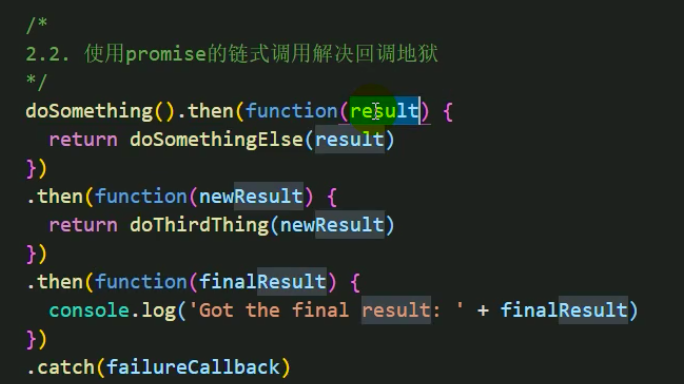 /*
2.2. 使用promise的链式调用解决回调地狱
*/
doSomething().then(function(result) {
  return doSomethingElse(result)
})
.then(function(newResult) {
  return doThirdThing(newResult)
})
.then(function(finalResult) {
  console.log('Got the final result: ' + finalResult)
})
.catch(failureCallback)